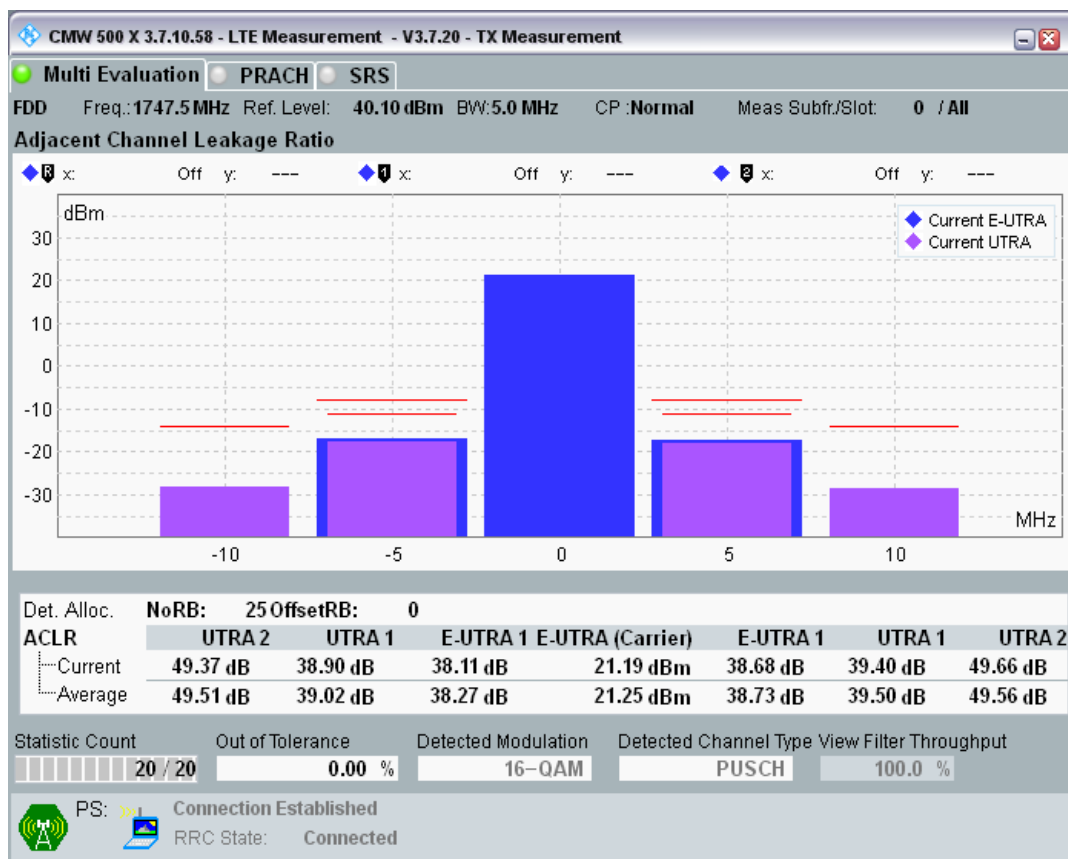 CMW 500 X 3.7.10.58 - LTE Measurement - V3.7.20 - TX Measurement
Multi Evaluation PRACH SRS
FDD Freq.: 1747.5 MHz Ref. Level: 40.10 dBm BW: 5.0 MHz CP : Normal Meas Subfr./Slot: 0 / All
Adjacent Channel Leakage Ratio
R x: Off y: --- 1 x: Off y: --- 2 x: Off y: ---
dBm
Current E-UTRA
Current UTRA
30
20
10
0
-10
-20
-30
MHz
-10 -5 0 5 10
Det. Alloc. NoRB: 25 OffsetRB: 0
ACLR UTRA 2 UTRA 1 E-UTRA 1 E-UTRA (Carrier) E-UTRA 1 UTRA 1 UTRA 2
Current 49.37 dB 38.90 dB 38.11 dB 21.19 dBm 38.68 dB 39.40 dB 49.66 dB
Average 49.51 dB 39.02 dB 38.27 dB 21.25 dBm 38.73 dB 39.50 dB 49.56 dB
Statistic Count Out of Tolerance Detected Modulation Detected Channel Type View Filter Throughput
20 / 20 0.00 % 16-QAM PUSCH 100.0 %
PS: Connection Established
RRC State: Connected